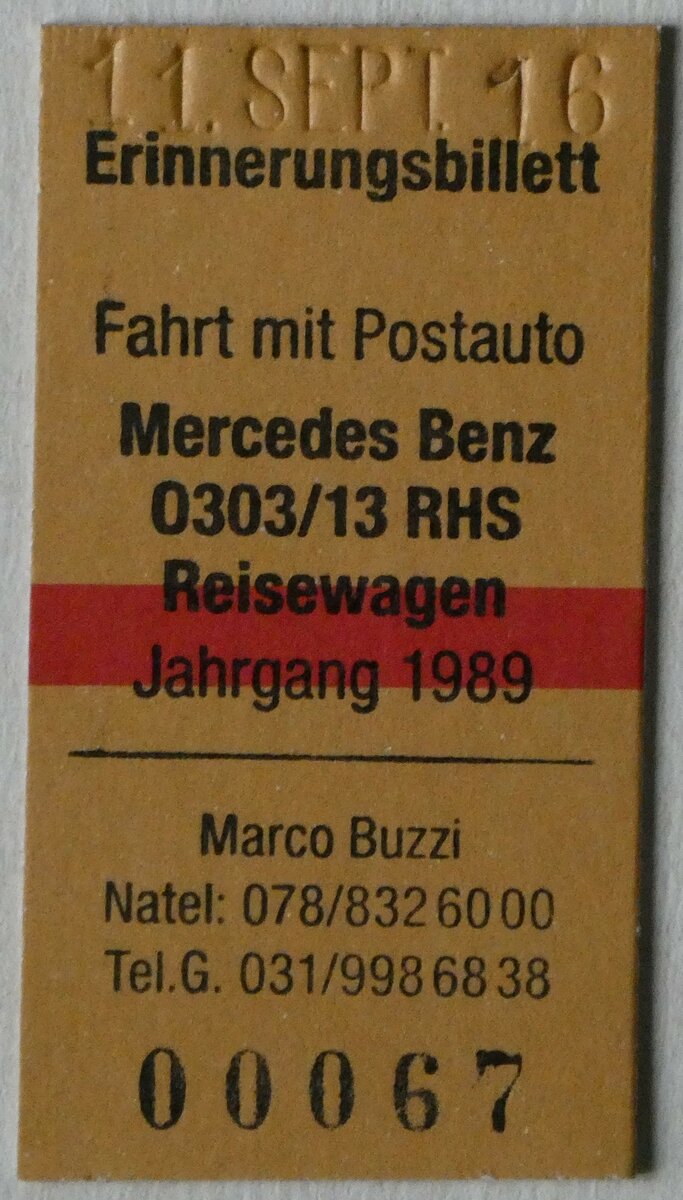 11. SEPT. 16
Erinnerungsbillett
Fahrt mit Postauto
Mercedes Benz
O303/13 RHS
Reisewagen
Jahrgang 1989
Marco Buzzi
Natel: 078/832 60 00
Tel.G. 031/998 68 38
00067